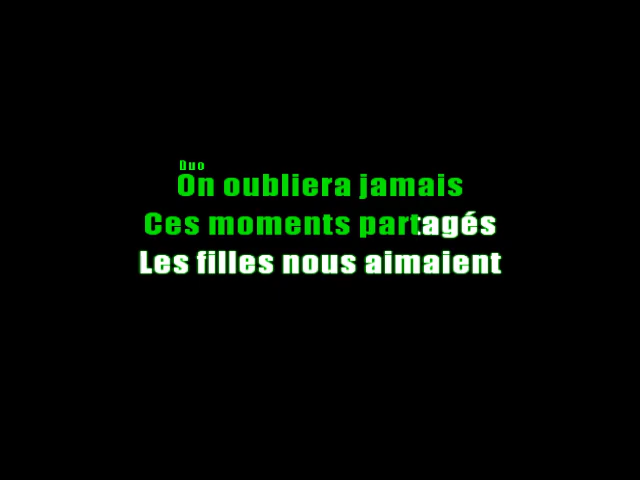 Duo
On oubliera jamais
Ces moments partagés
Les filles nous aimaient